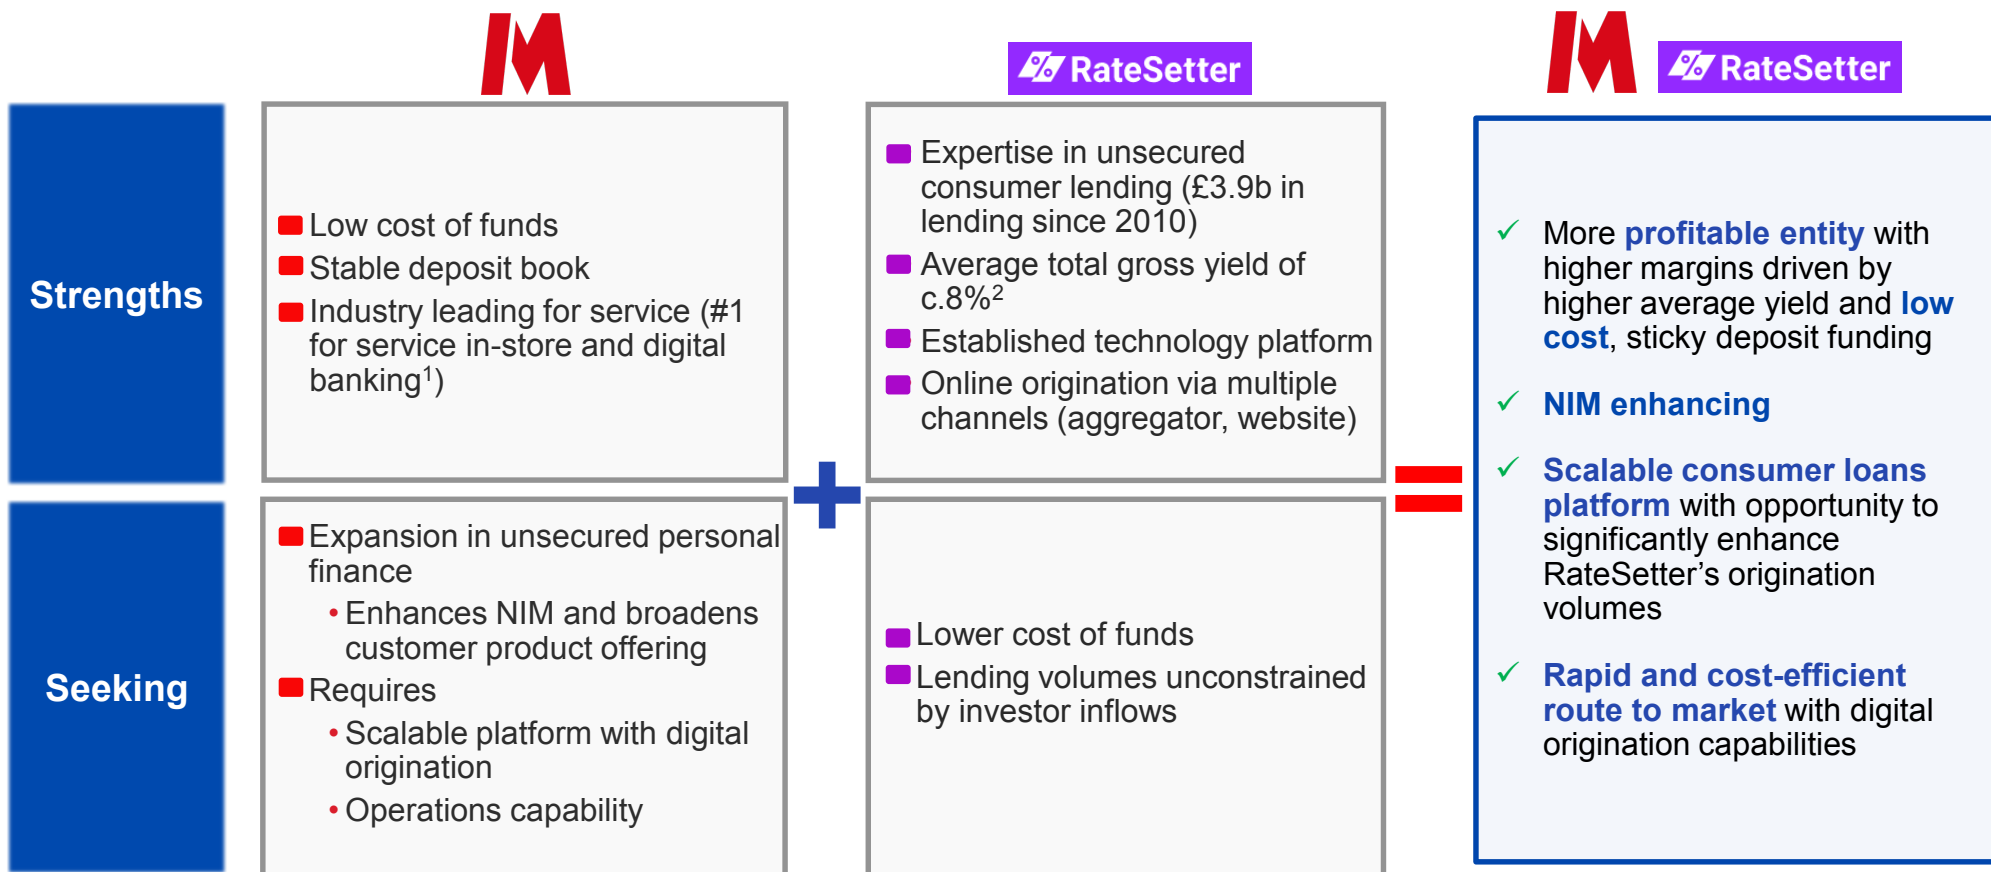 M
RateSetter
M
RateSetter
Strengths
Low cost of funds
Stable deposit book
Industry leading for service (#1
for service in-store and digital
banking¹)
Expertise in unsecured
consumer lending (£3.9b in
lending since 2010)
Average total gross yield of
c.8%²
Established technology platform
Online origination via multiple
channels (aggregator, website)
Seeking
Expansion in unsecured personal
finance
• Enhances NIM and broadens
customer product offering
Requires
• Scalable platform with digital
origination
• Operations capability
Lower cost of funds
Lending volumes unconstrained
by investor inflows
✓ More profitable entity with
higher margins driven by
higher average yield and low
cost, sticky deposit funding
✓ NIM enhancing
✓ Scalable consumer loans
platform with opportunity to
significantly enhance
RateSetter’s origination
volumes
✓ Rapid and cost-efficient
route to market with digital
origination capabilities